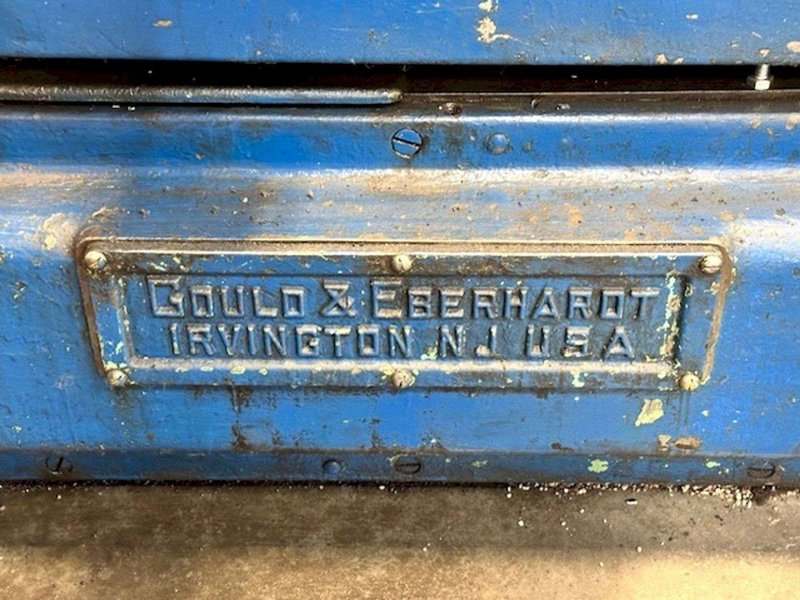 GOULD & EBERHARDT
IRVINGTON N.J. U.S.A